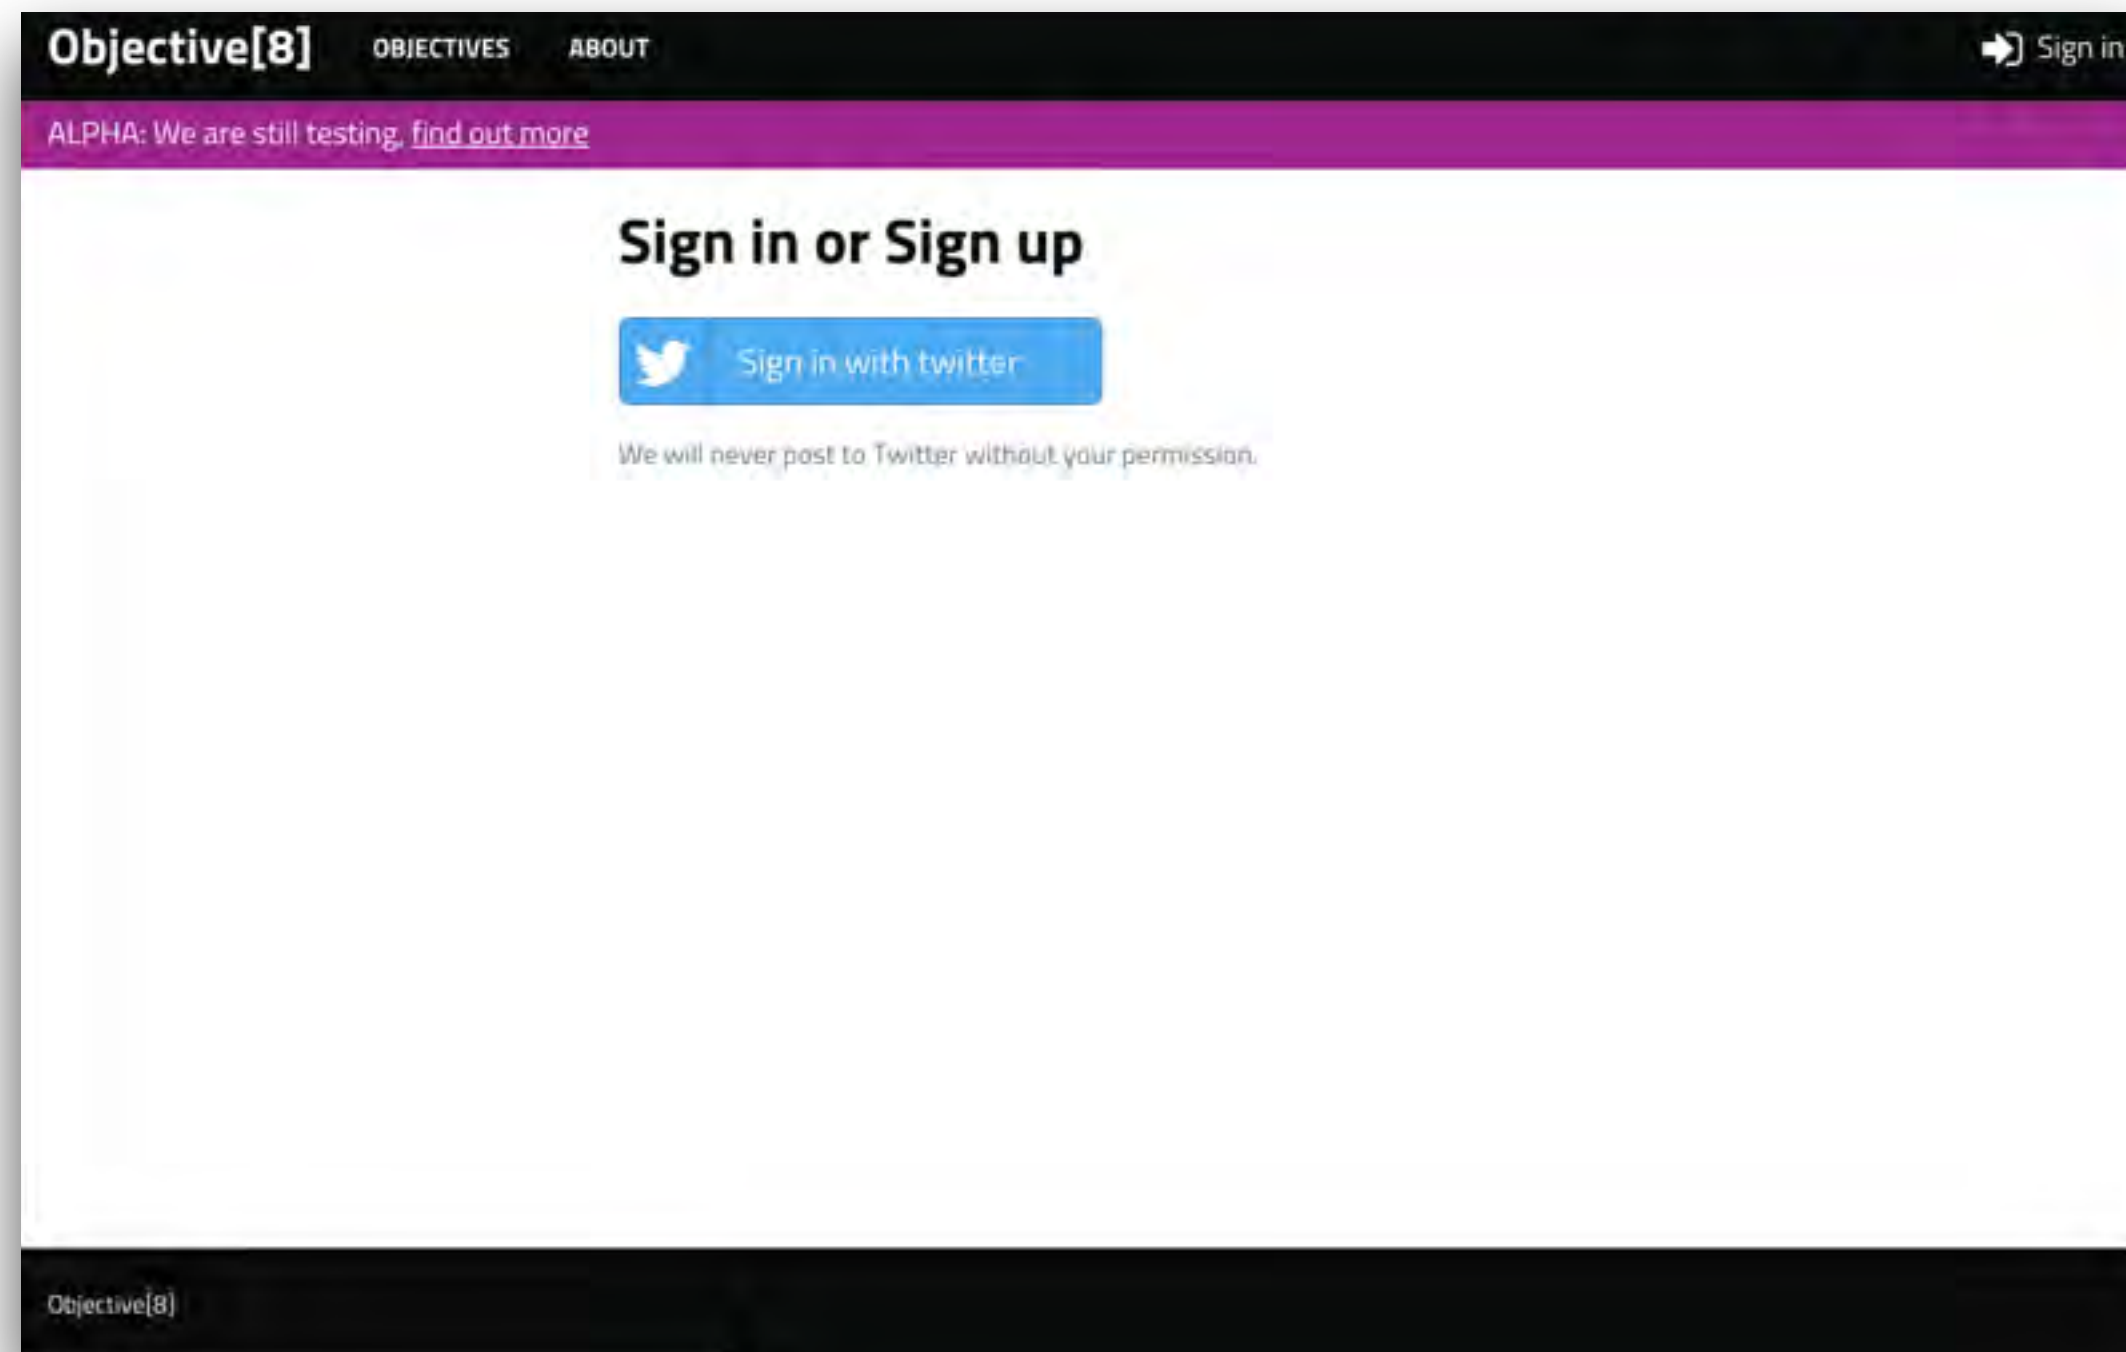 Objective[8] OBJECTIVES ABOUT Sign in
ALPHA: We are still testing, find out more
Sign in or Sign up
Sign in with twitter
We will never post to Twitter without your permission.
Objective[8]